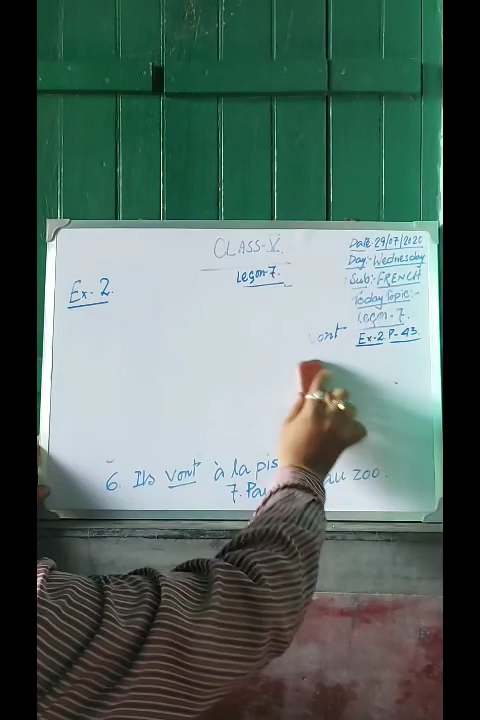 CLASS-V.
Leçon-7.
Ex-2.
Date-29/07/2020
Day:-Wednesday
Sub:-FRENCH
Today Topic:-
Leçon-7.
Ex-2.P-43.
vont
6. Ils vont à la pis
7. Pau au zoo.